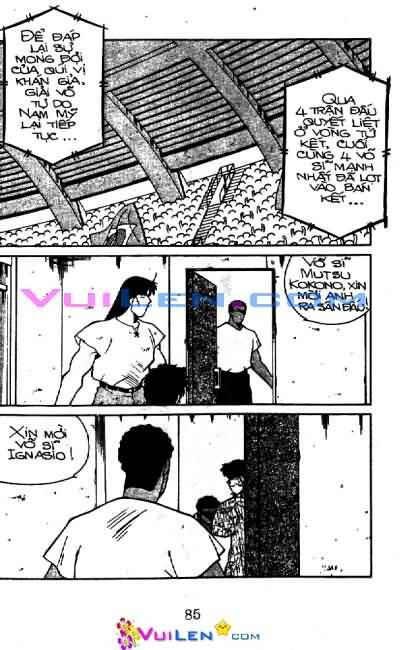 ĐỂ ĐÁP
LẠI SỰ
MONG ĐỢI
CỦA QUÍ VỊ
KHÁN GIẢ,
GIẢI VÕ
TỰ DO
NAM MỸ
LẠI TIẾP
TỤC ...
QUA
4 TRẬN ĐẤU
QUYẾT LIỆT
Ở VÒNG TỨ
KẾT, CUỐI
CÙNG 4 VÕ
SĨ MẠNH
NHẤT ĐÃ LỌT
VÀO BÁN
KẾT ...
VÕ SĨ
MUTSU
KOKONO, XIN
MỜI ANH
RA SÂN ĐẤU
VUILEN.COM
XIN MỜI
VÕ SĨ
IGNASIO!
85
VUILEN.COM